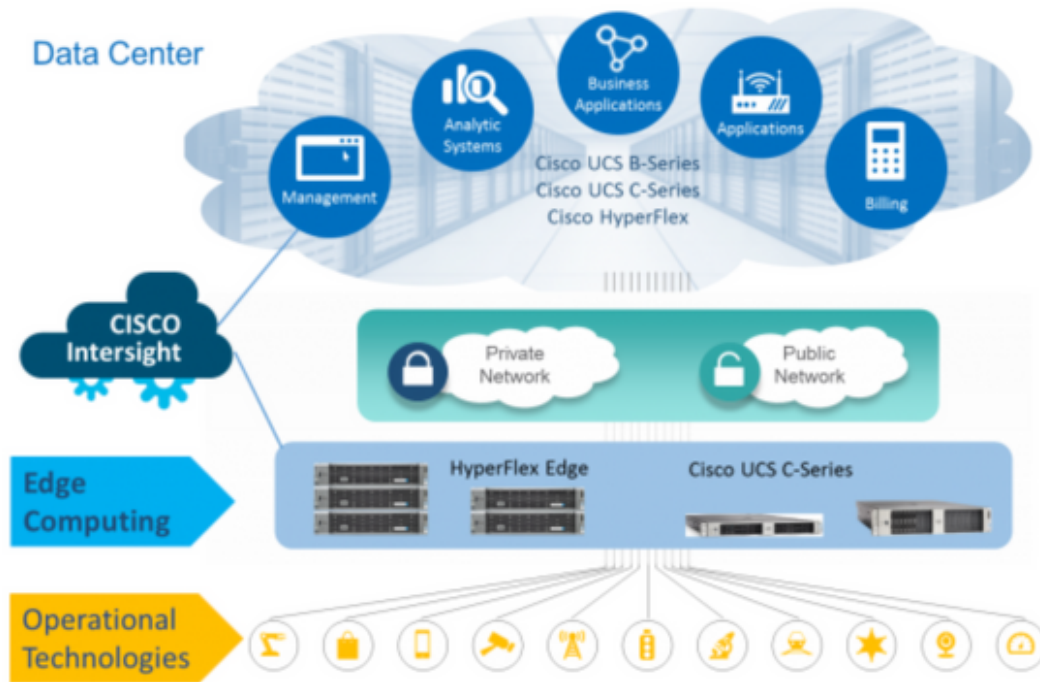 Data Center
Business
Applications
Analytic
Systems
Applications
Management
Billing
Cisco UCS B-Series
Cisco UCS C-Series
Cisco HyperFlex
CISCO
Intersight
Private
Network
Public
Network
Edge
Computing
HyperFlex Edge
Cisco UCS C-Series
Operational
Technologies